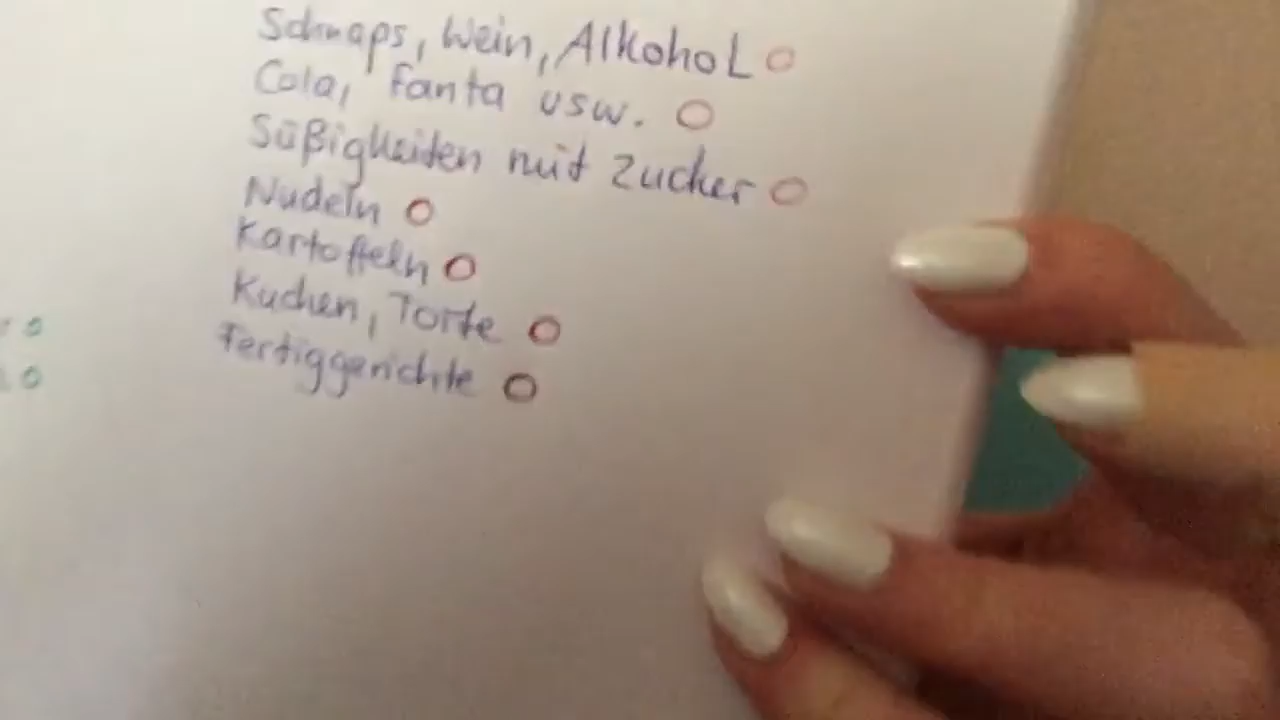 Schnaps, Wein, Alkohol
Cola, Fanta usw.
Süßigkeiten mit Zucker
Nudeln
Kartoffeln
Kuchen, Torte
Fertiggerichte